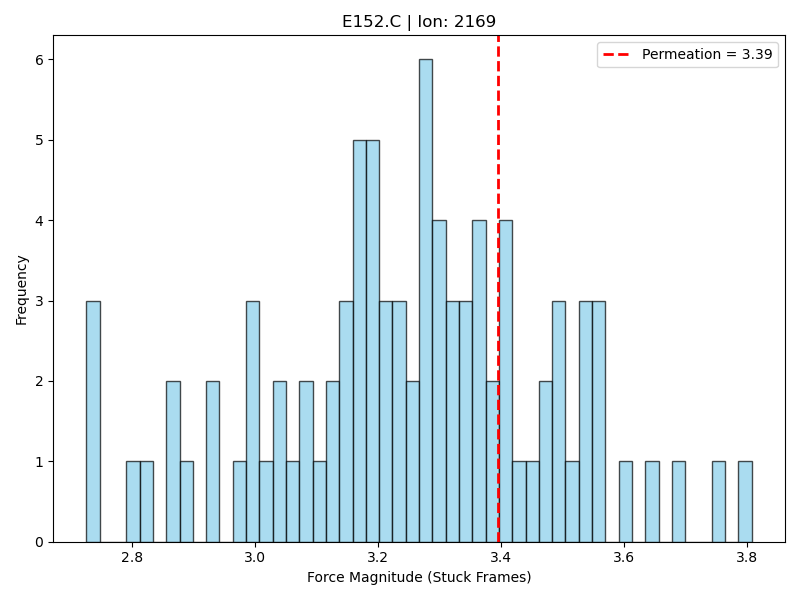 E152.C | Ion: 2169
Permeation = 3.39
Frequency
6
5
4
3
2
1
0
2.8 3.0 3.2 3.4 3.6 3.8
Force Magnitude (Stuck Frames)